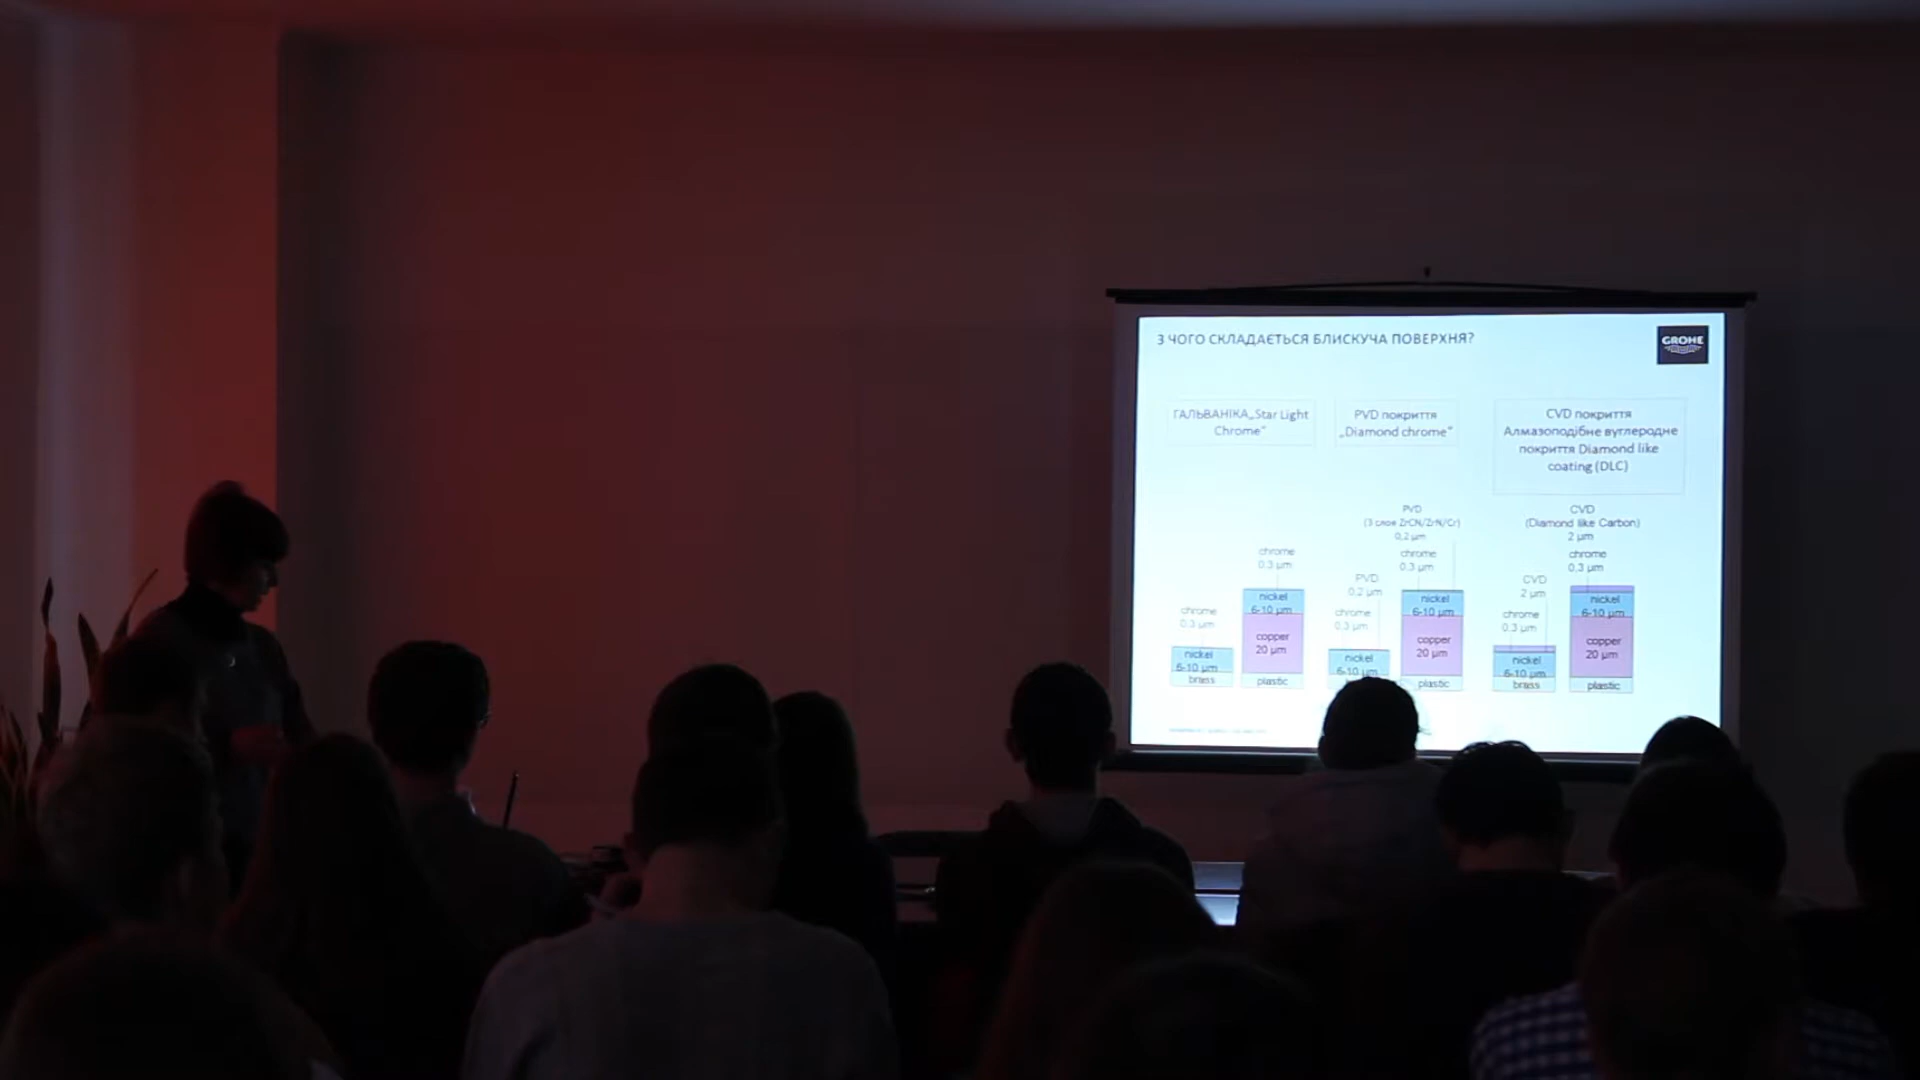 З ЧОГО СКЛАДАЄТЬСЯ БЛИСКУЧА ПОВЕРХНЯ?
GROHE
ГАЛЬВАНІКА„Star Light
Chrome“
PVD покриття
„Diamond chrome“
CVD покриття
Алмазоподібне вуглеродне
покриття Diamond like
coating (DLC)
chrome
0.3 µm
nickel
6-10 µm
brass
chrome
0.3 µm
nickel
6-10 µm
copper
20 µm
plastic
PVD
0,2 µm
chrome
0.3 µm
nickel
6-10 µm
PVD
(3 слоя ZrCN/ZrN/Cr)
0,2 µm
chrome
0.3 µm
nickel
6-10 µm
copper
20 µm
plastic
CVD
2 µm
chrome
0.3 µm
nickel
6-10 µm
brass
CVD
(Diamond like Carbon)
2 µm
chrome
0,3 µm
nickel
6-10 µm
copper
20 µm
plastic